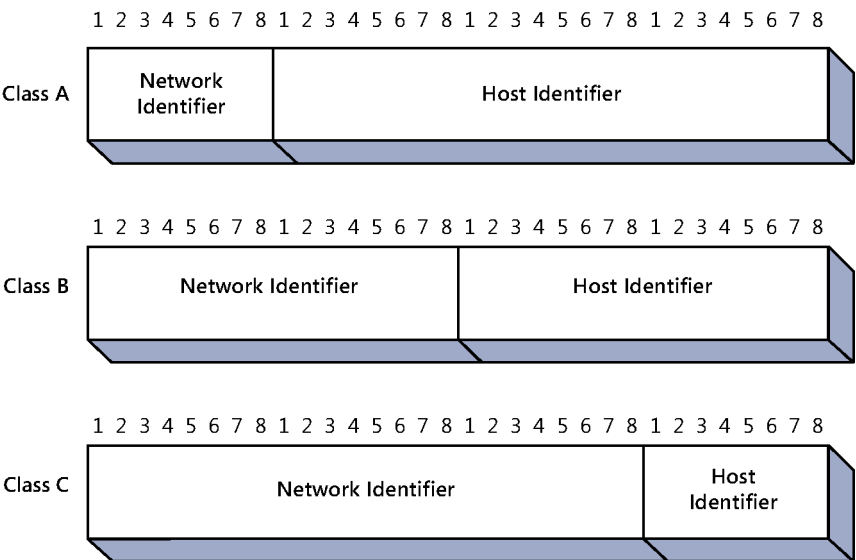 1 2 3 4 5 6 7 8 1 2 3 4 5 6 7 8 1 2 3 4 5 6 7 8 1 2 3 4 5 6 7 8
Class A
Network
Identifier
Host Identifier
1 2 3 4 5 6 7 8 1 2 3 4 5 6 7 8 1 2 3 4 5 6 7 8 1 2 3 4 5 6 7 8
Class B
Network Identifier
Host Identifier
1 2 3 4 5 6 7 8 1 2 3 4 5 6 7 8 1 2 3 4 5 6 7 8 1 2 3 4 5 6 7 8
Class C
Network Identifier
Host
Identifier